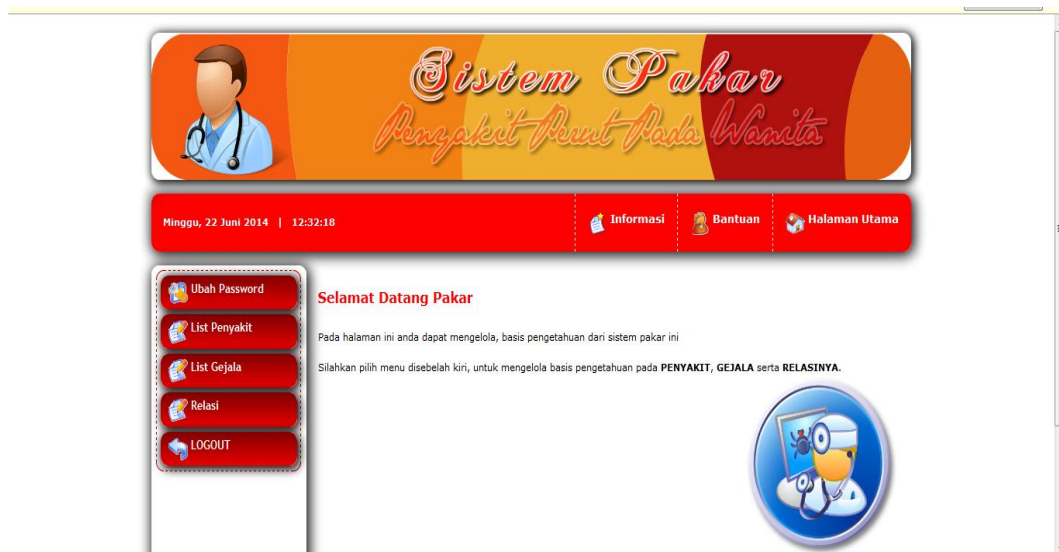 Sistem Pakar
Penyakit Perut Pada Wanita
Minggu, 22 Juni 2014 | 12:32:18
Informasi
Bantuan
Halaman Utama
Ubah Password
List Penyakit
List Gejala
Relasi
LOGOUT
Selamat Datang Pakar
Pada halaman ini anda dapat mengelola, basis pengetahuan dari sistem pakar ini
Silahkan pilih menu disebelah kiri, untuk mengelola basis pengetahuan pada PENYAKIT, GEJALA serta RELASINYA.